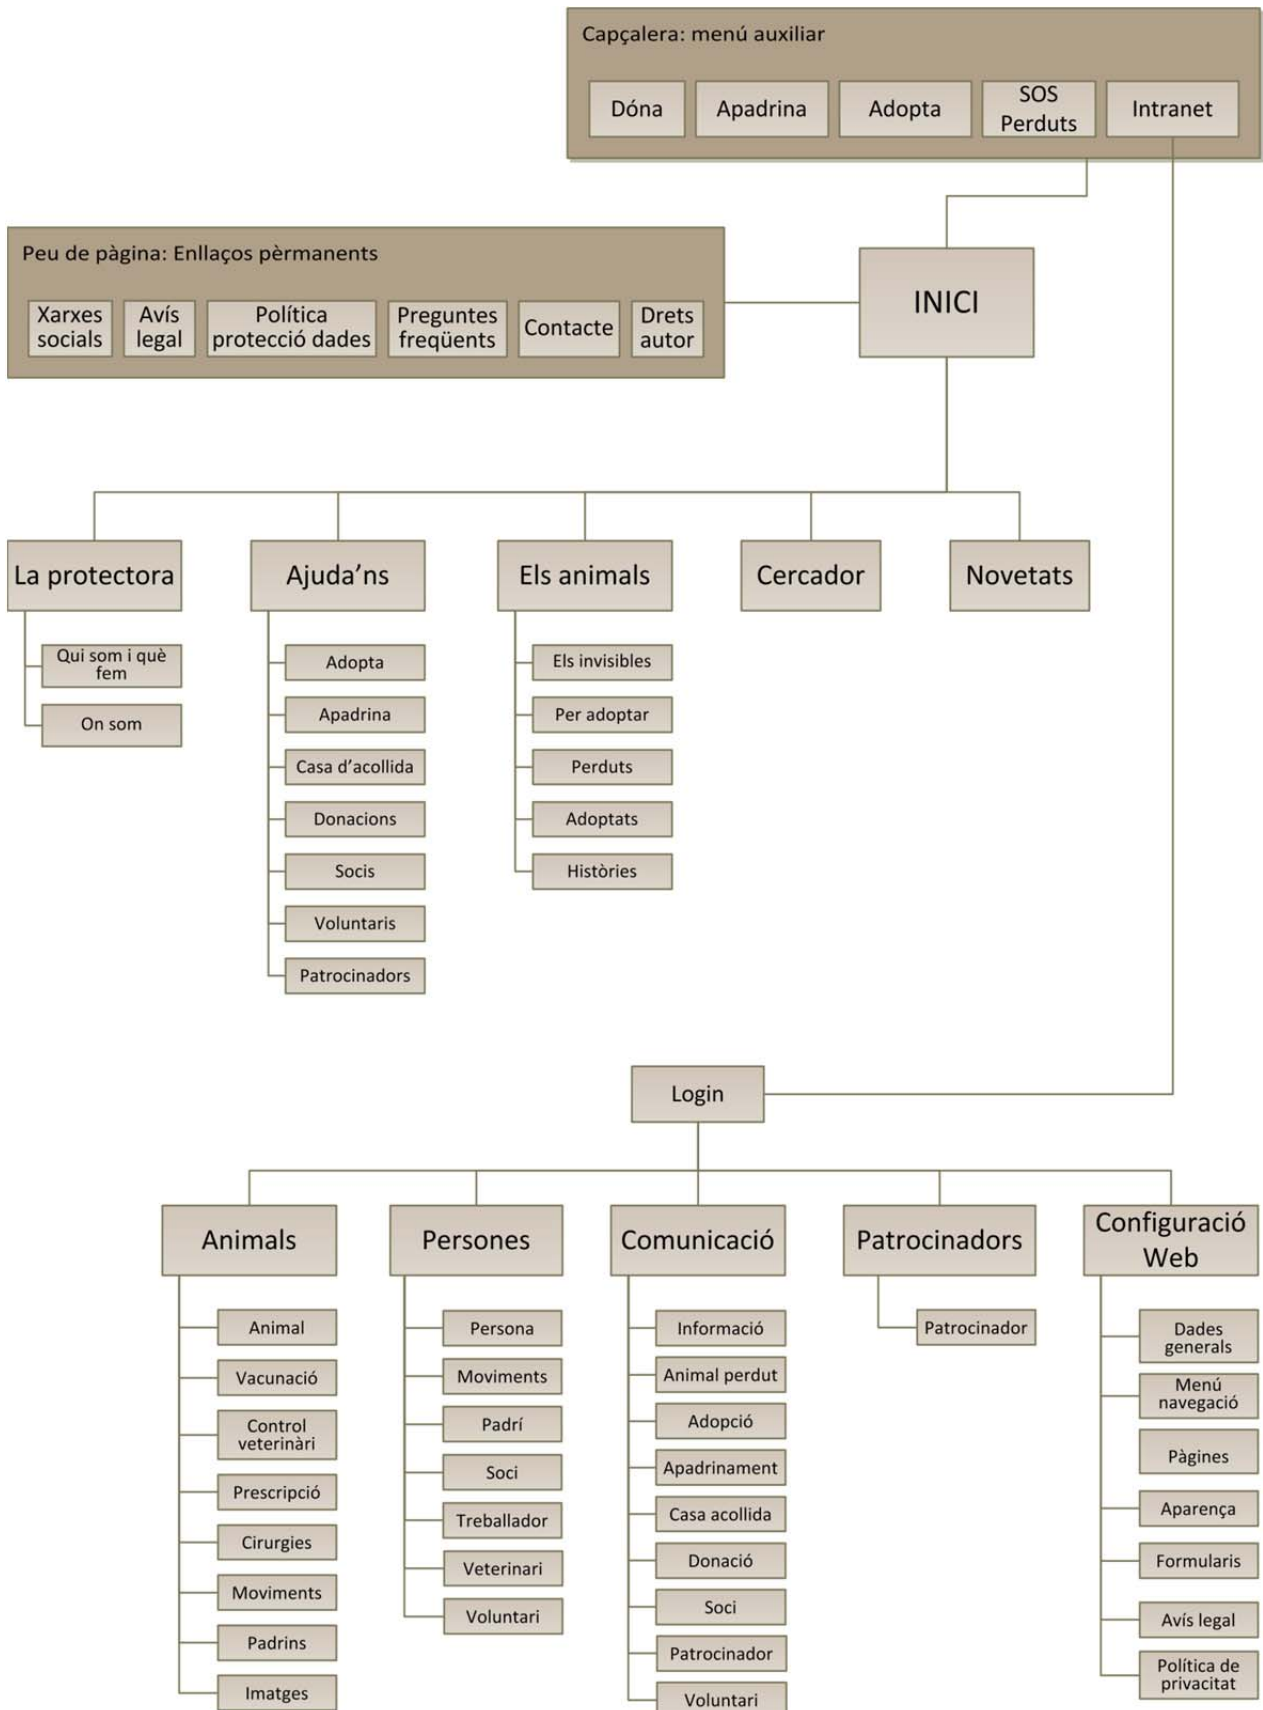 Capçalera: menú auxiliar
Dóna
Apadrina
Adopta
SOS
Perduts
Intranet
Peu de pàgina: Enllaços pèrmanents
Xarxes
socials
Avís
legal
Política
protecció dades
Preguntes
freqüents
Contacte
Drets
autor
INICI
La protectora
Qui som i què
fem
On som
Ajuda’ns
Adopta
Apadrina
Casa d’acollida
Donacions
Socis
Voluntaris
Patrocinadors
Els animals
Els invisibles
Per adoptar
Perduts
Adoptats
Històries
Cercador
Novetats
Login
Animals
Animal
Vacunació
Control
veterinàri
Prescripció
Cirurgies
Moviments
Padrins
Imatges
Persones
Persona
Moviments
Padrí
Soci
Treballador
Veterinari
Voluntari
Comunicació
Informació
Animal perdut
Adopció
Apadrinament
Casa acollida
Donació
Soci
Patrocinador
Voluntari
Patrocinadors
Patrocinador
Configuració
Web
Dades
generals
Menú
navegació
Pàgines
Aparença
Formularis
Avís legal
Política de
privacitat